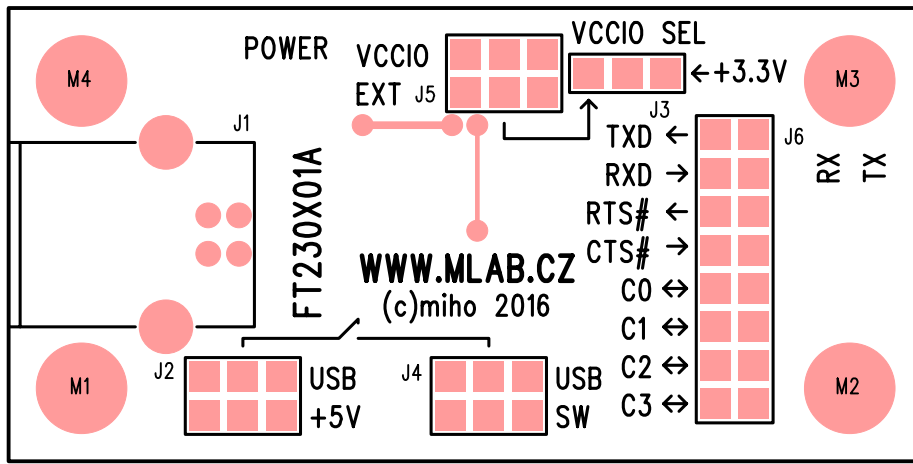 POWER
VCCIO
EXT
J5
VCCIO SEL
←+3.3V
J3
M4
M3
J1
J6
TXD ←
RXD →
RTS# ←
CTS# →
C0 ↔
C1 ↔
C2 ↔
C3 ↔
RX
TX
FT230X01A
WWW.MLAB.CZ
(c)miho 2016
J2
USB
+5V
J4
USB
SW
M1
M2